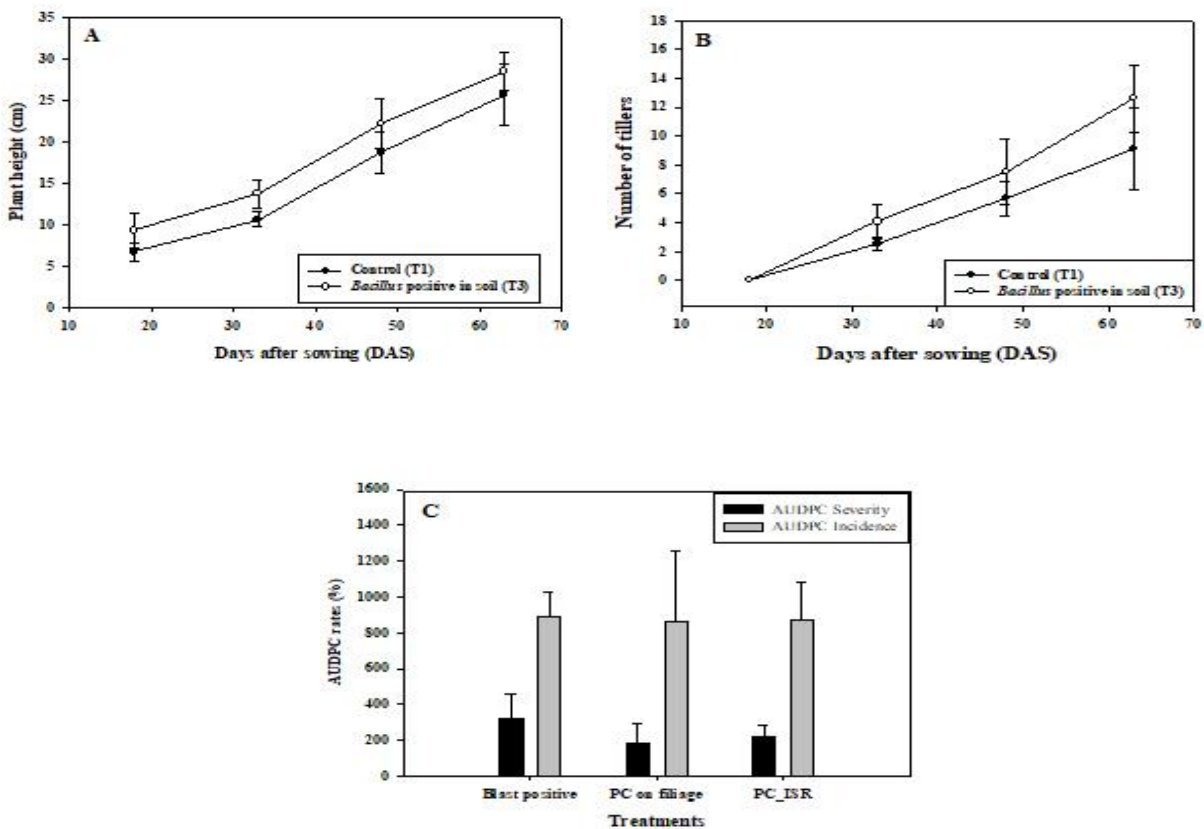 A
35
30
25
20
15
10
5
0
Plant height (cm)
Control (T1)
Bacillus positive in soil (T3)
10 20 30 40 50 60 70
Days after sowing (DAS)
B
18
16
14
12
10
8
6
4
2
0
Number of tillers
Control (T1)
Bacillus positive in soil (T3)
10 20 30 40 50 60 70
Days after sowing (DAS)
C
1600
1400
1200
1000
800
600
400
200
0
AUDPC rates (%)
AUDPC Severity
AUDPC Incidence
Blast positive PC on filiage PC_ISR
Treatments